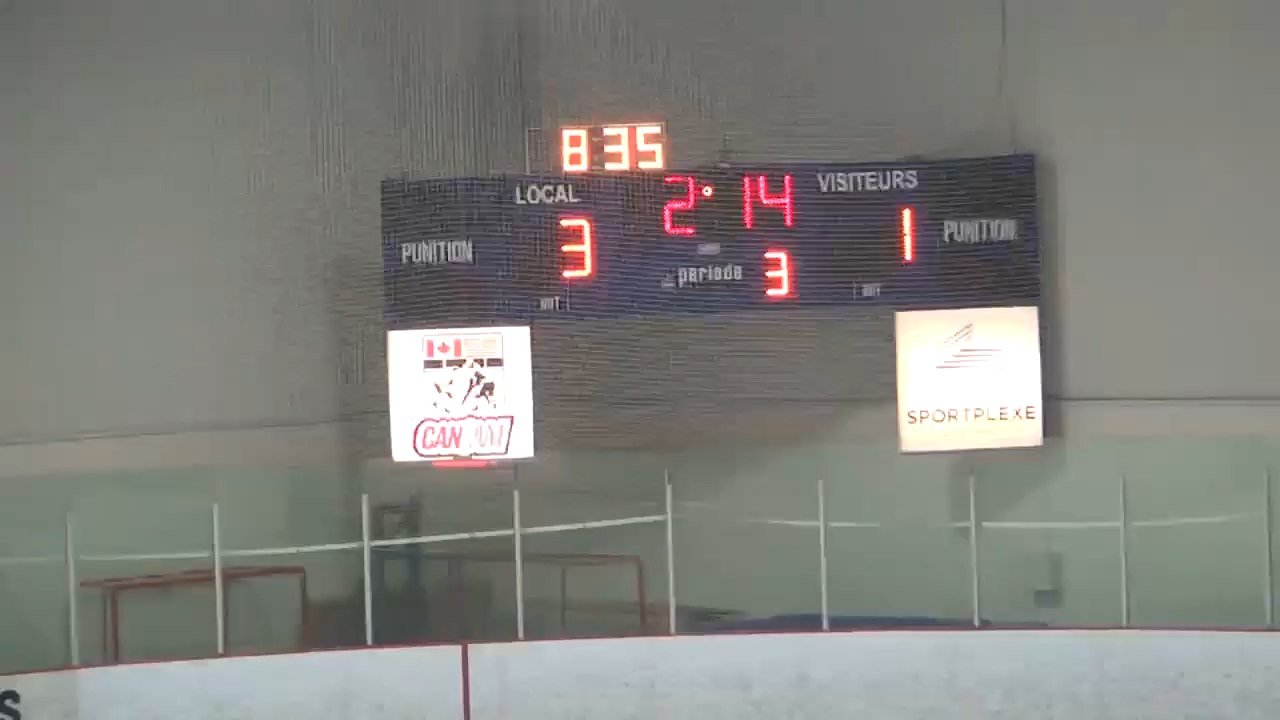 8 35
LOCAL
2:14
VISITEURS
PUNITION
3
1
PUNITION
période
3
CAN AM
SPORTPLEXE
S